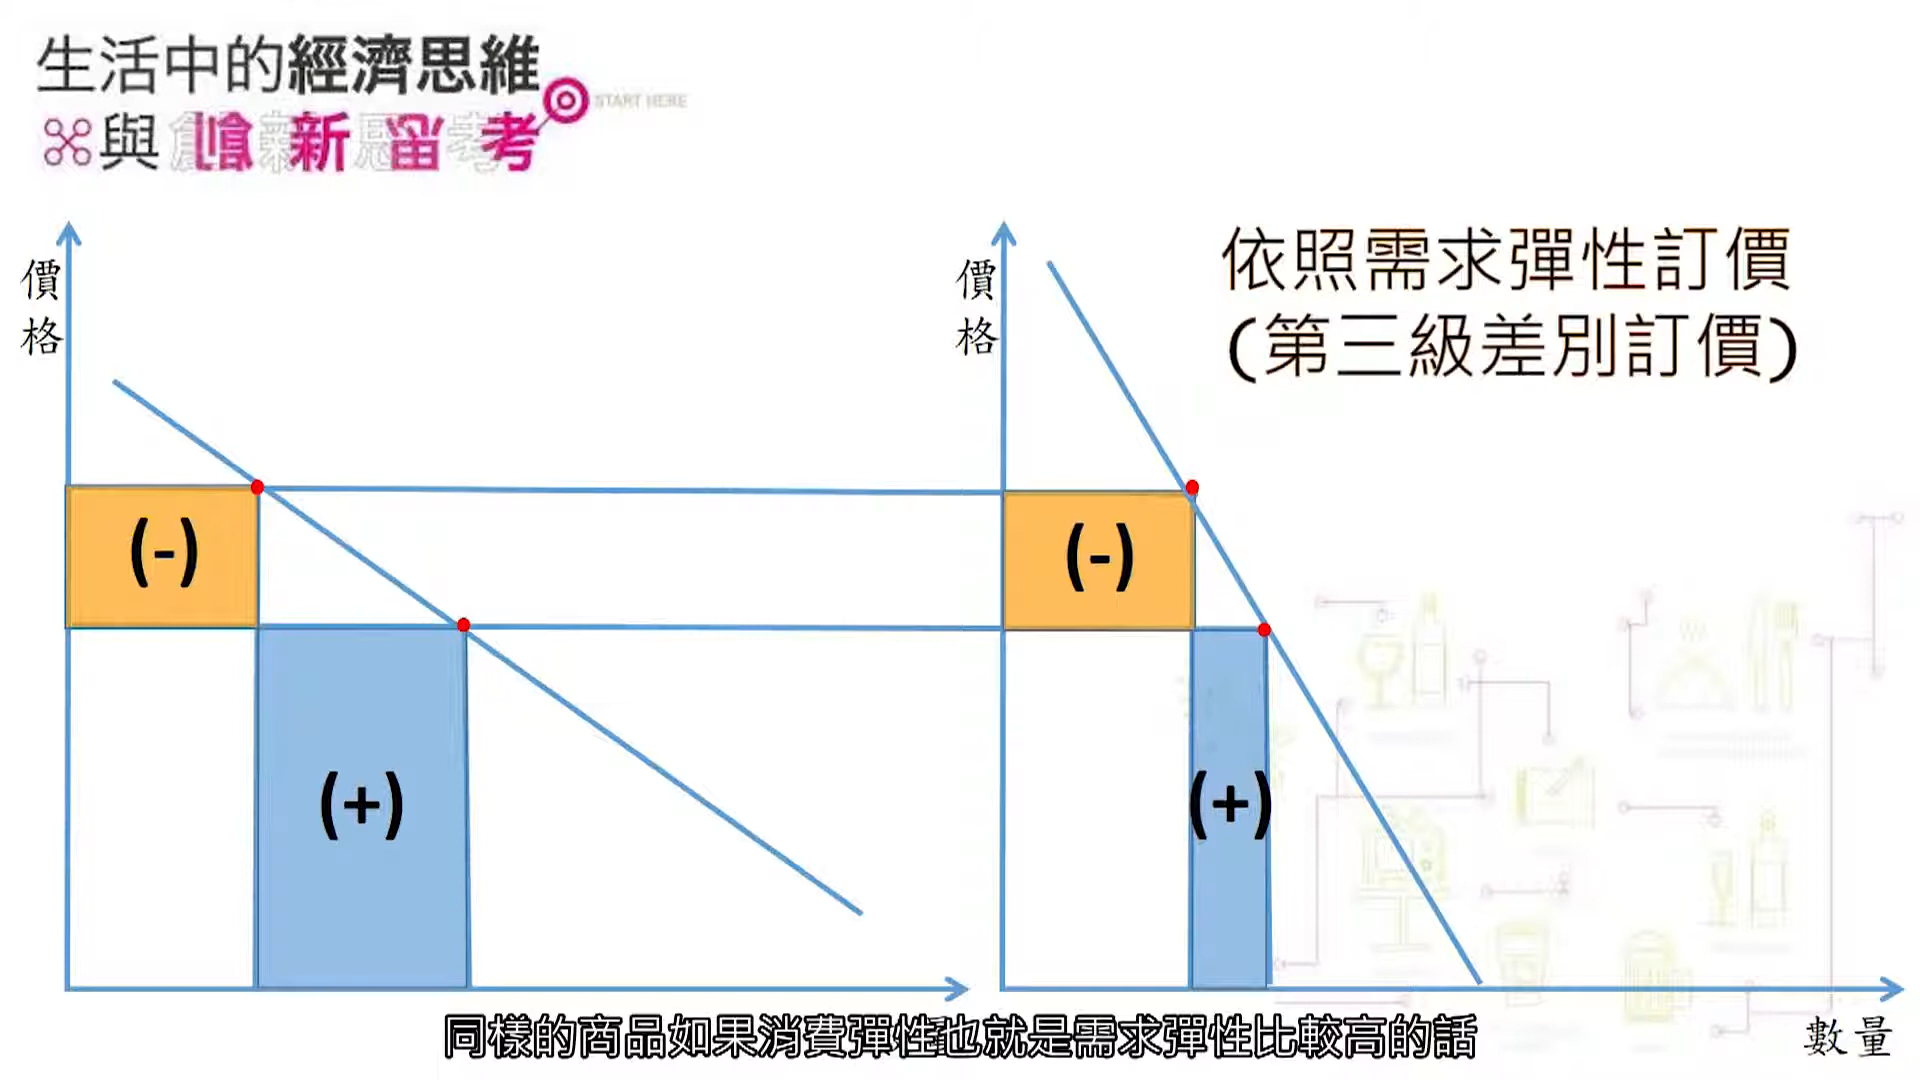 生活中的經濟思維
與創新思考
START HERE
依照需求彈性訂價
(第三級差別訂價)
價格
價格
(-)
(-)
(+)
(+)
同樣的商品如果消費彈性也就是需求彈性比較高的話
數量